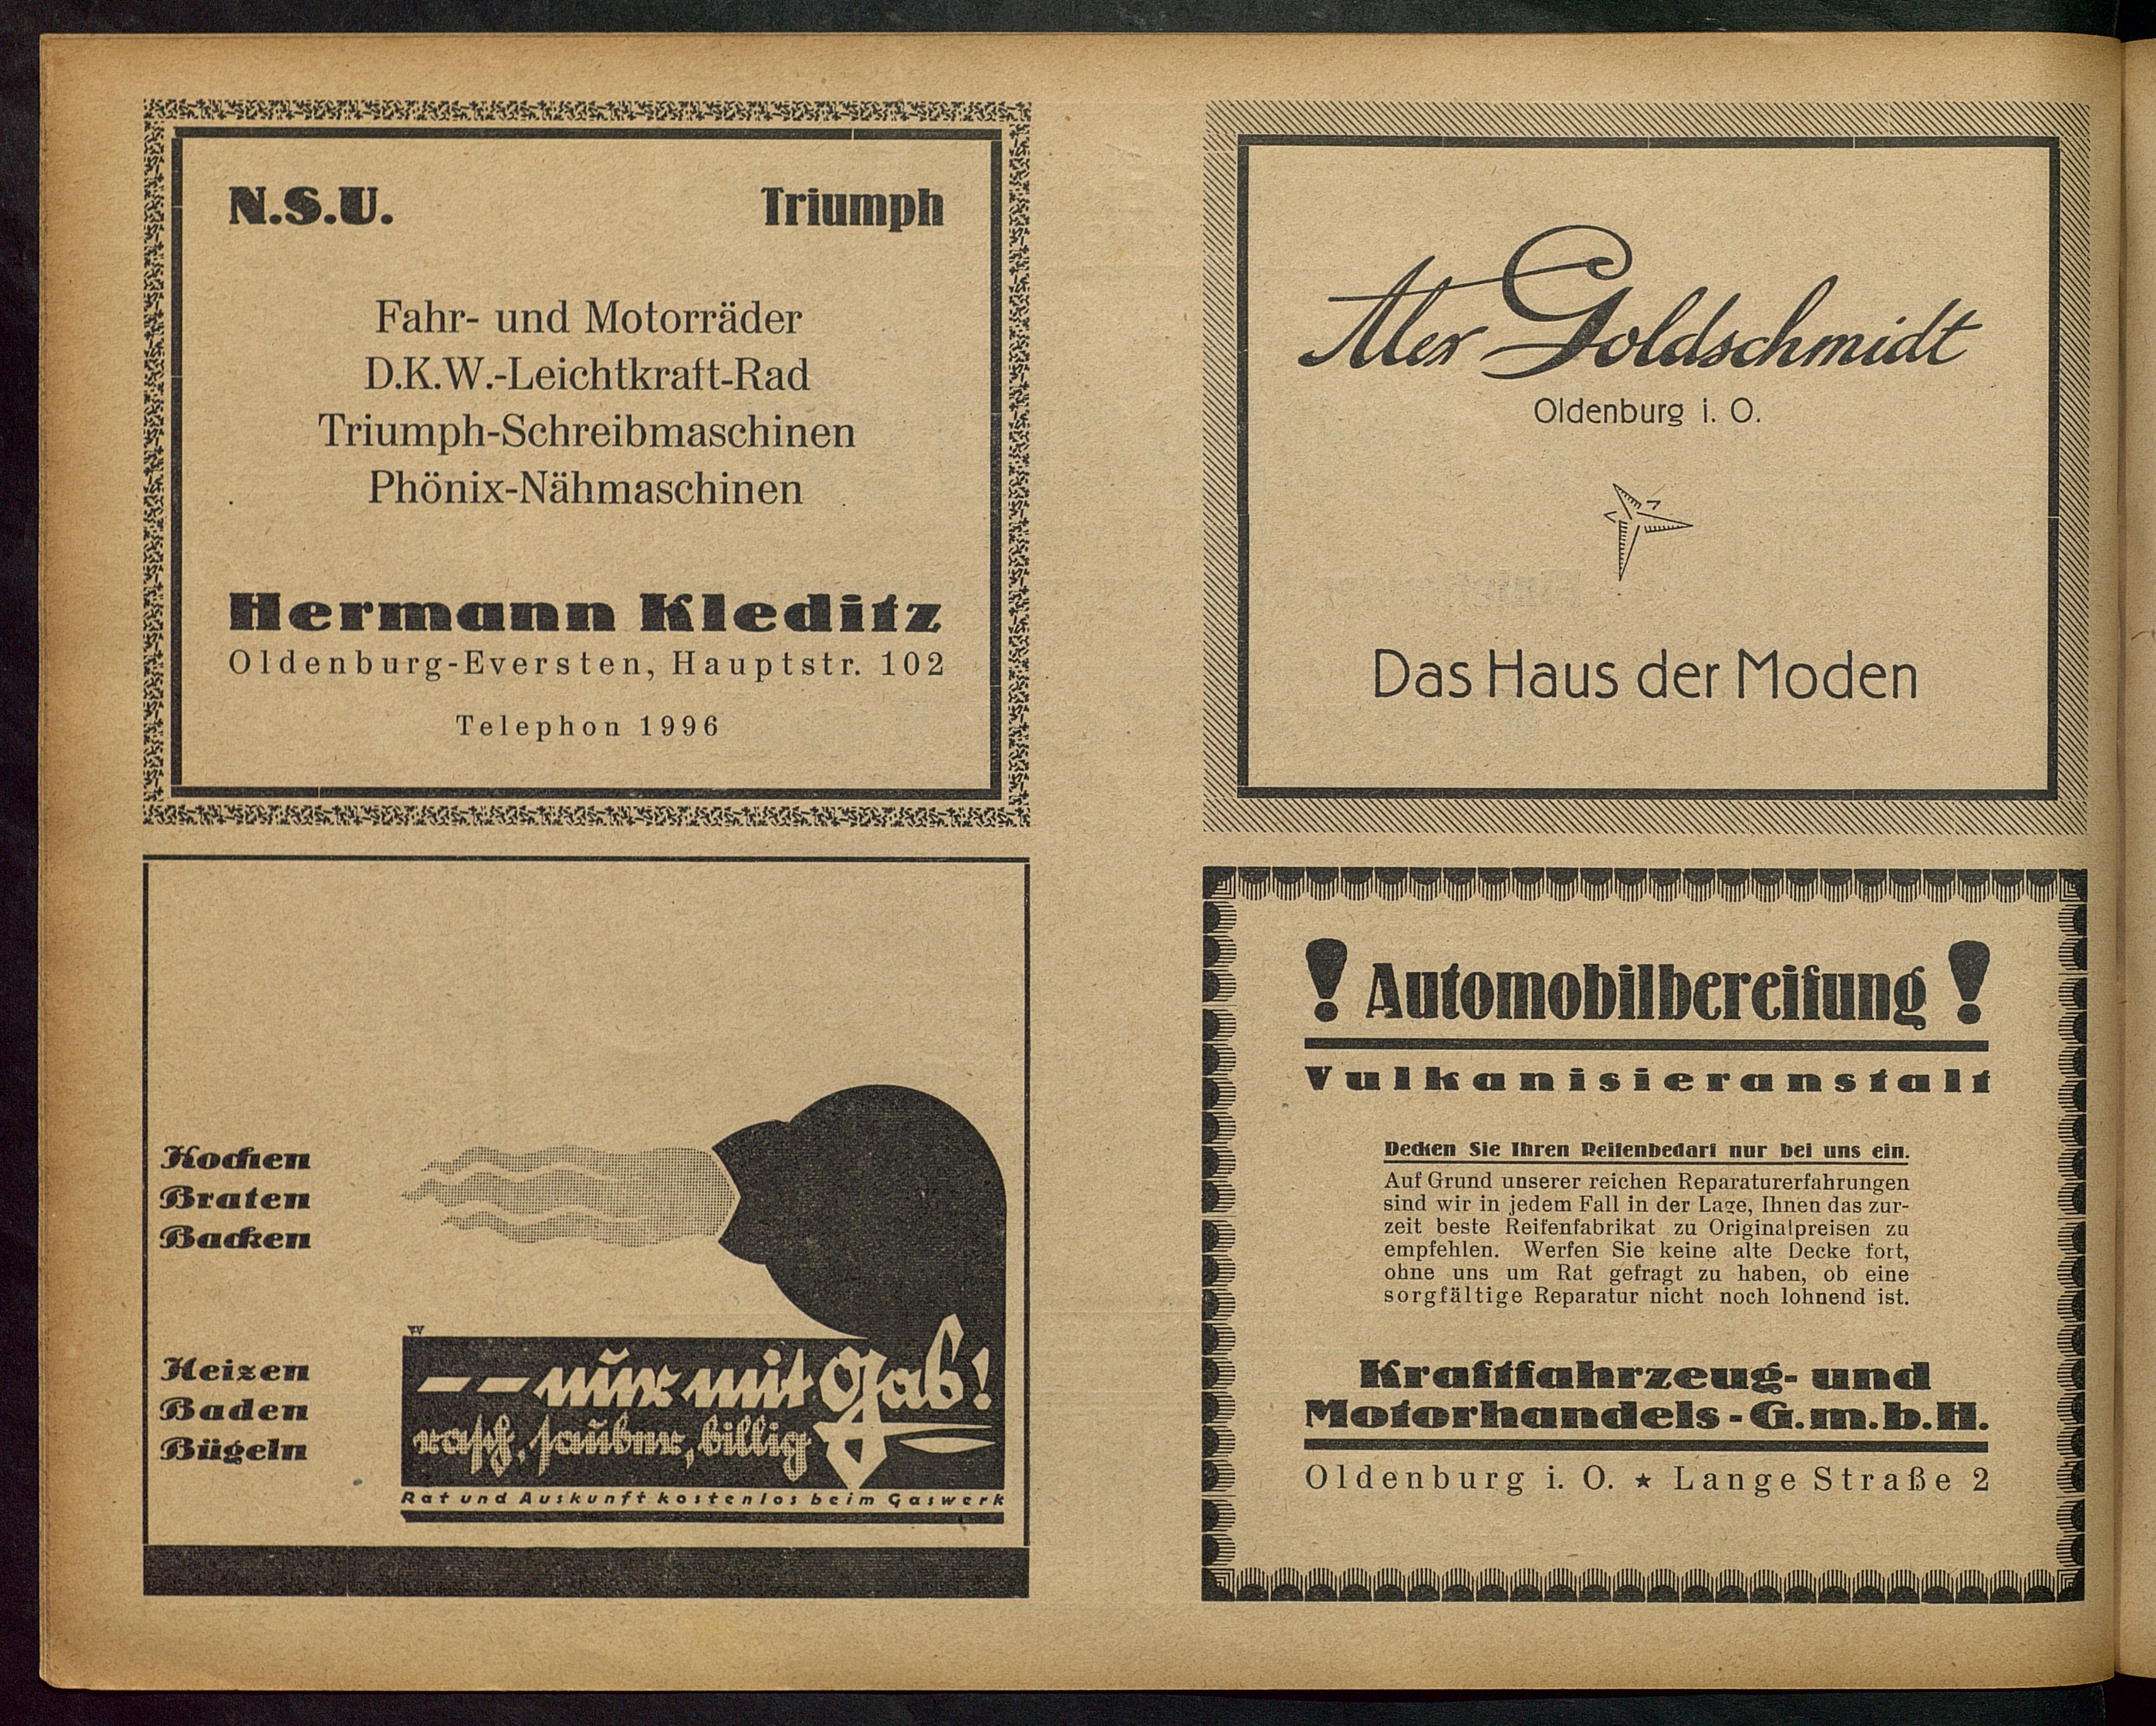 N.S.U. Triumph
Fahr- und Motorräder
D.K.W.-Leichtkraft-Rad
Triumph-Schreibmaschinen
Phönix-Nähmaschinen
Hermann Kleditz
Oldenburg-Eversten, Hauptstr. 102
Telephon 1996
Kochen
Braten
Backen
Heizen
Baden
Bügeln
-- nur mit Gas!
rasch, sauber, billig
Rat und Auskunft kostenlos beim Gaswerk
Alex Goldschmidt
Oldenburg i. O.
Das Haus der Moden
! Automobilbereifung !
Vulkanisieranstalt
Decken Sie Ihren Reifenbedarf nur bei uns ein.
Auf Grund unserer reichen Reparaturerfahrungen
sind wir in jedem Fall in der Lage, Ihnen das zur-
zeit beste Reifenfabrikat zu Originalpreisen zu
empfehlen. Werfen Sie keine alte Decke fort,
ohne uns um Rat gefragt zu haben, ob eine
sorgfältige Reparatur nicht noch lohnend ist.
Kraftfahrzeug- und
Motorhandels-G.m.b.H.
Oldenburg i. O. ★ Lange Straße 2